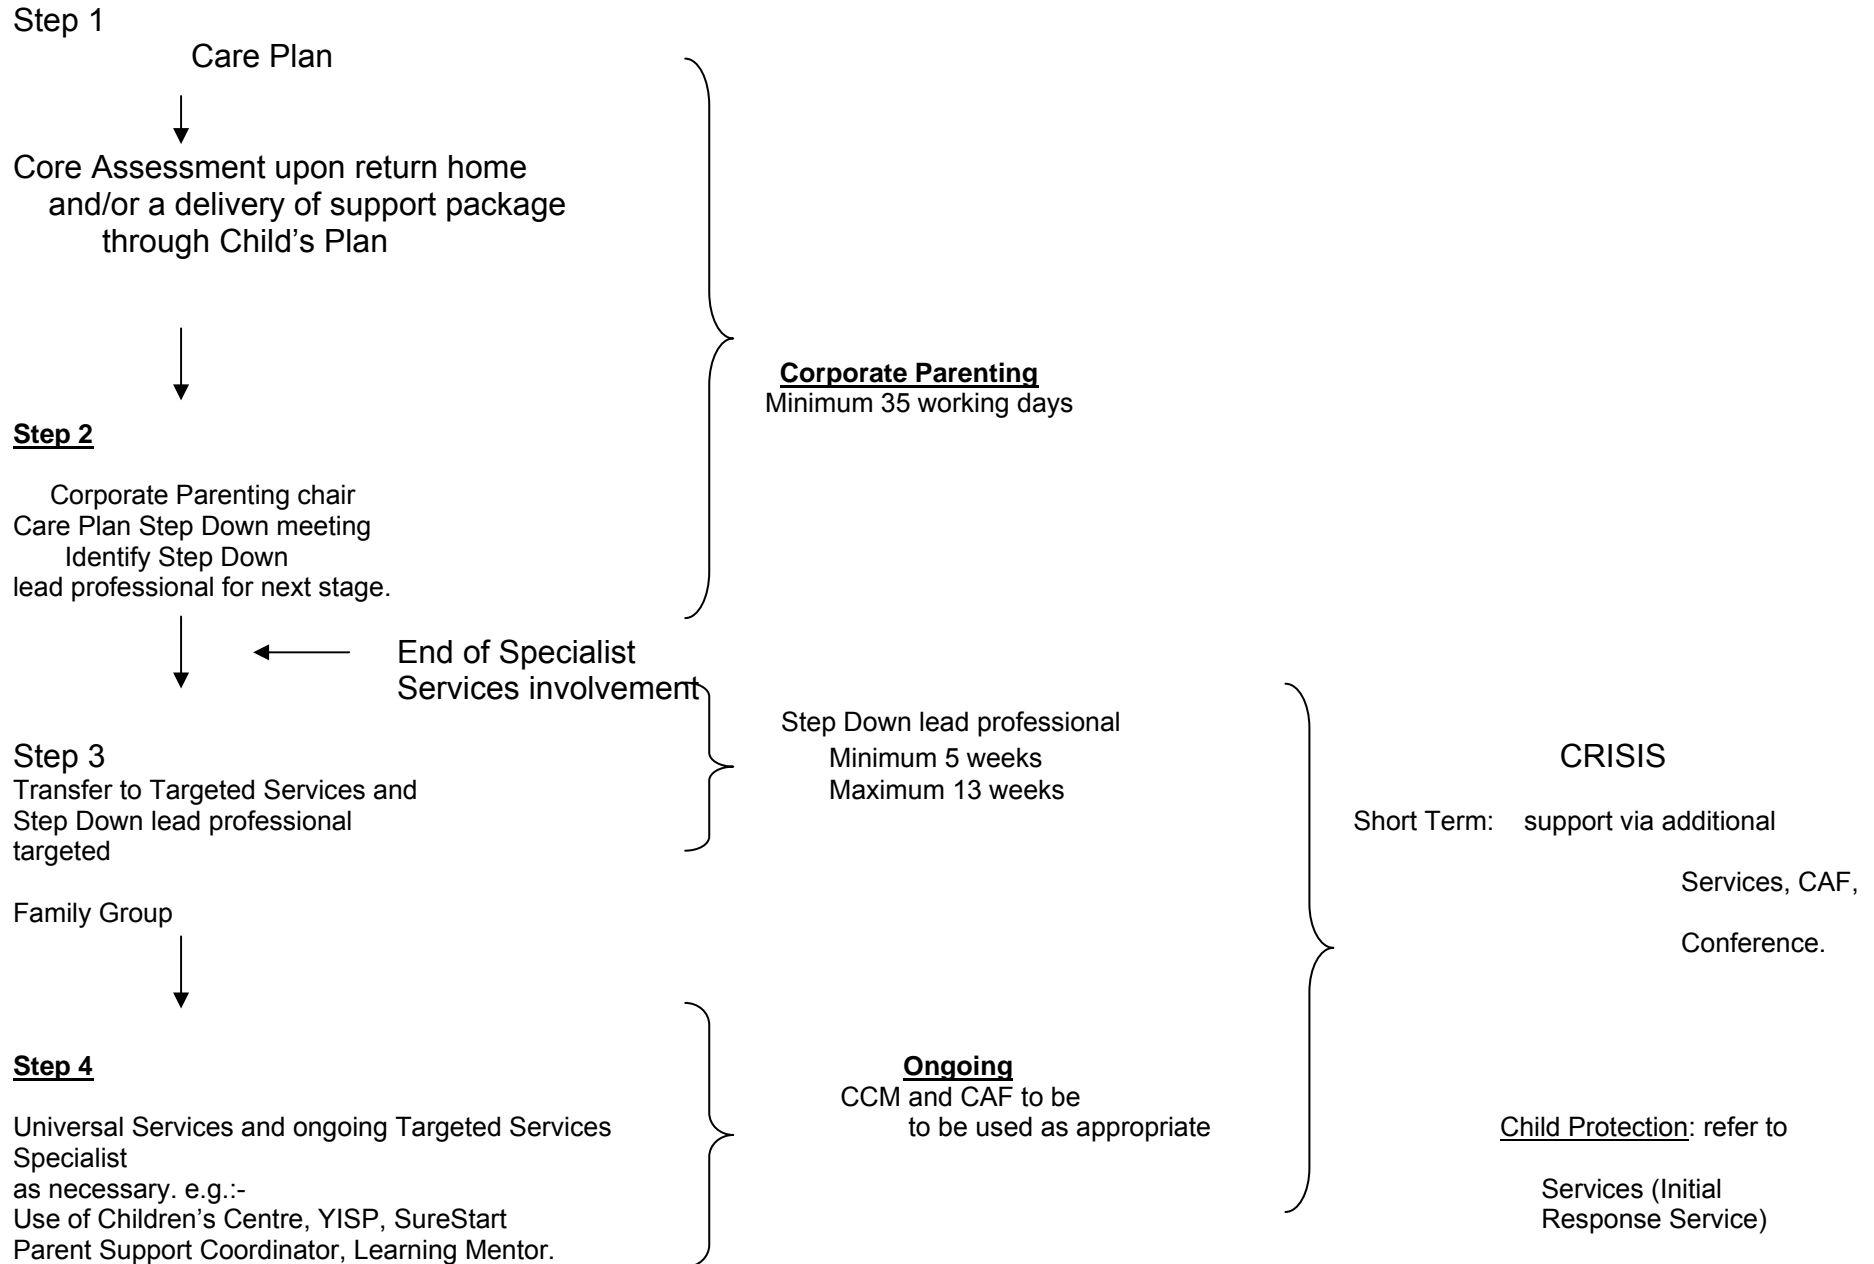 Step 1
Care Plan
Core Assessment upon return home
and/or a delivery of support package
through Child’s Plan
Corporate Parenting
Minimum 35 working days
Step 2
Corporate Parenting chair
Care Plan Step Down meeting
Identify Step Down
lead professional for next stage.
End of Specialist
Services involvement
Step Down lead professional
Minimum 5 weeks
Maximum 13 weeks
Step 3
Transfer to Targeted Services and
Step Down lead professional
targeted
Family Group
CRISIS
Short Term: support via additional
Services, CAF,
Conference.
Step 4
Universal Services and ongoing Targeted Services
Specialist
as necessary. e.g.:-
Use of Children’s Centre, YISP, SureStart
Parent Support Coordinator, Learning Mentor.
Ongoing
CCM and CAF to be
to be used as appropriate
Child Protection: refer to
Services (Initial
Response Service)